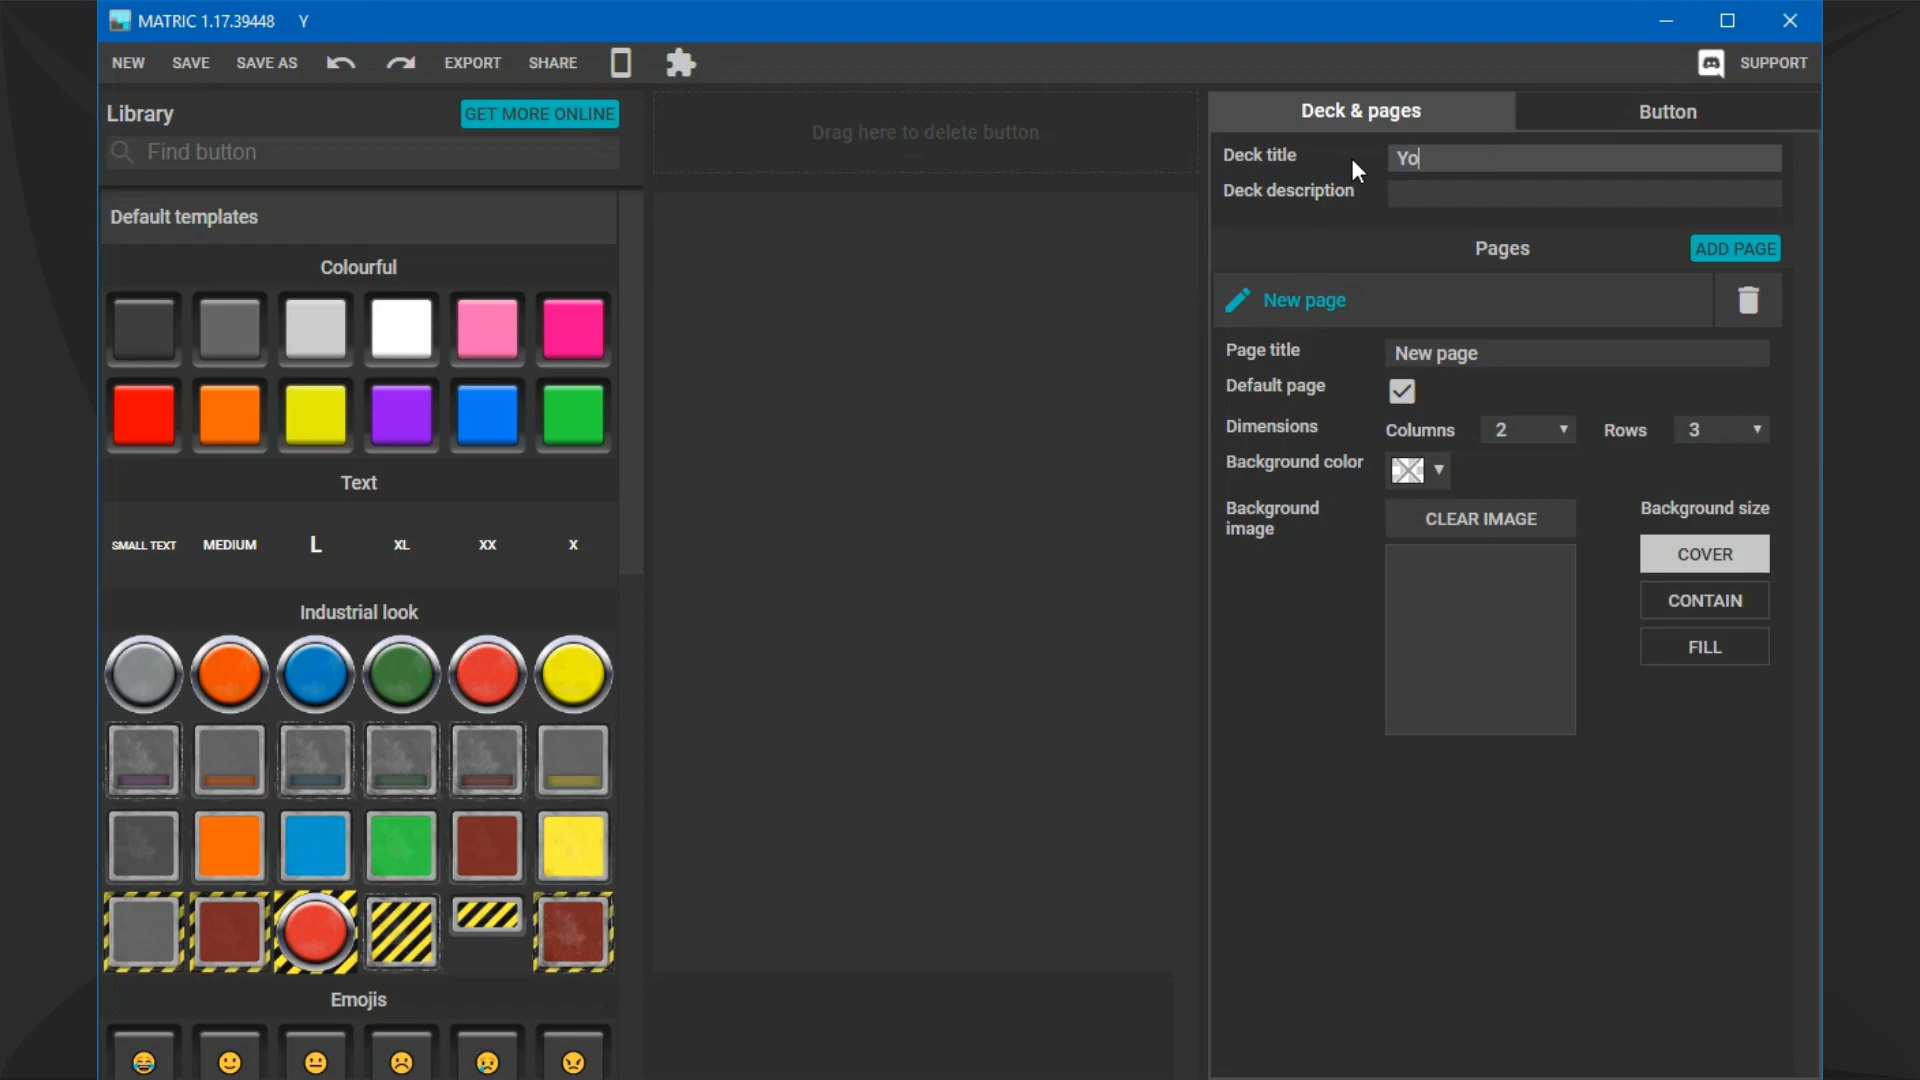 MATRIC 1.17.39448 Y
NEW SAVE SAVE AS EXPORT SHARE SUPPORT
Library GET MORE ONLINE
Find button
Default templates
Colourful
Text
SMALL TEXT MEDIUM L XL XX X
Industrial look
Emojis
Drag here to delete button
Deck & pages Button
Deck title Yo
Deck description
Pages ADD PAGE
New page
Page title New page
Default page
Dimensions Columns 2 Rows 3
Background color
Background image CLEAR IMAGE Background size
COVER
CONTAIN
FILL